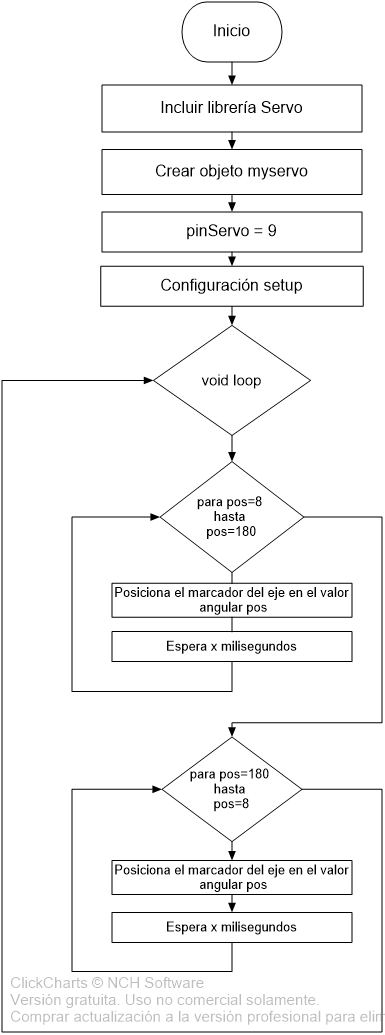 Inicio
Incluir librería Servo
Crear objeto myservo
pinServo = 9
Configuración setup
void loop
para pos=8
hasta
pos=180
Posiciona el marcador del eje en el valor
angular pos
Espera x milisegundos
para pos=180
hasta
pos=8
Posiciona el marcador del eje en el valor
angular pos
Espera x milisegundos
ClickCharts © NCH Software
Versión gratuita. Uso no comercial solamente.
Comprar actualización a la versión profesional para elim